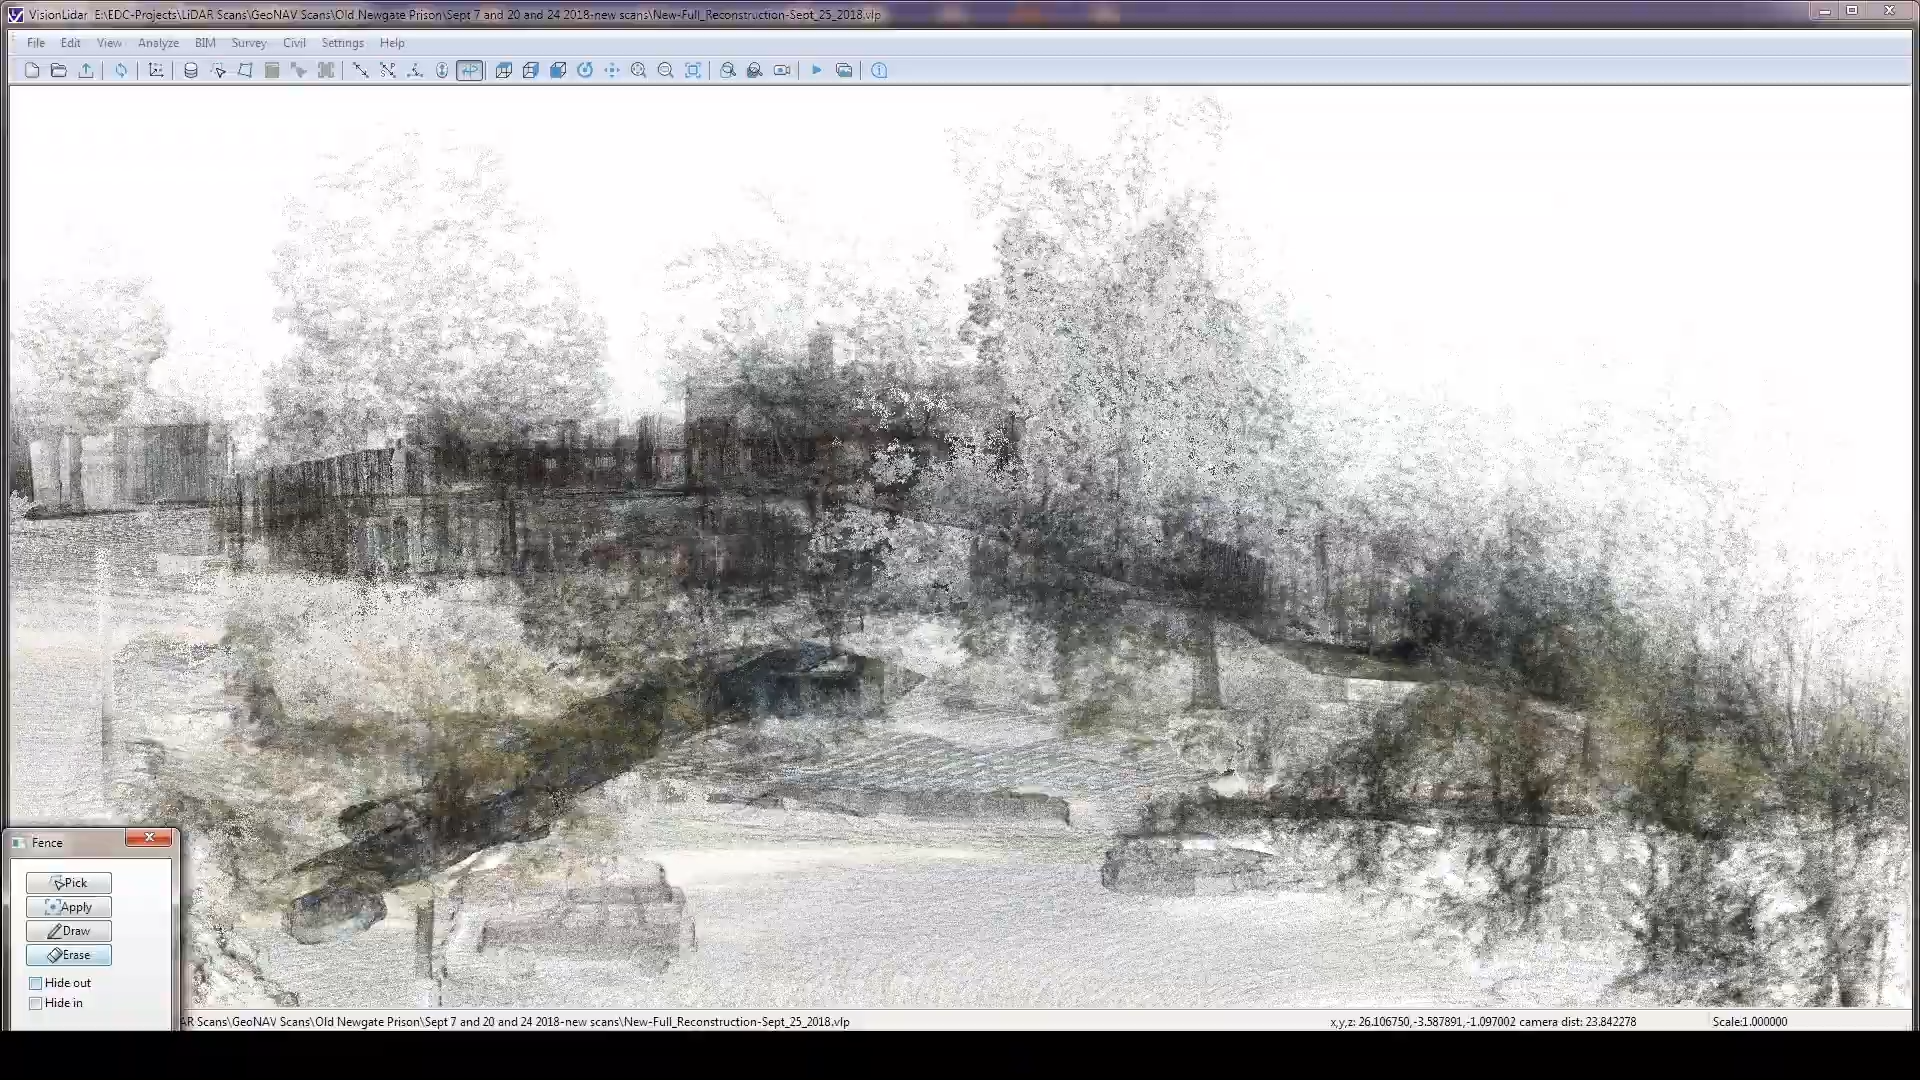 VisionLidar E:\EDC-Projects\LiDAR Scans\GeoNAV Scans\Old Newgate Prison\Sept 7 and 20 and 24 2018-new scans\New-Full_Reconstruction-Sept_25_2018.vlp
File Edit View Analyze BIM Survey Civil Settings Help
Fence
Pick
Apply
Draw
Erase
Hide out
Hide in
AR Scans\GeoNAV Scans\Old Newgate Prison\Sept 7 and 20 and 24 2018-new scans\New-Full_Reconstruction-Sept_25_2018.vlp
x,y,z: 26.106750,-3.587891,-1.097002 camera dist: 23.842278
Scale:1.000000